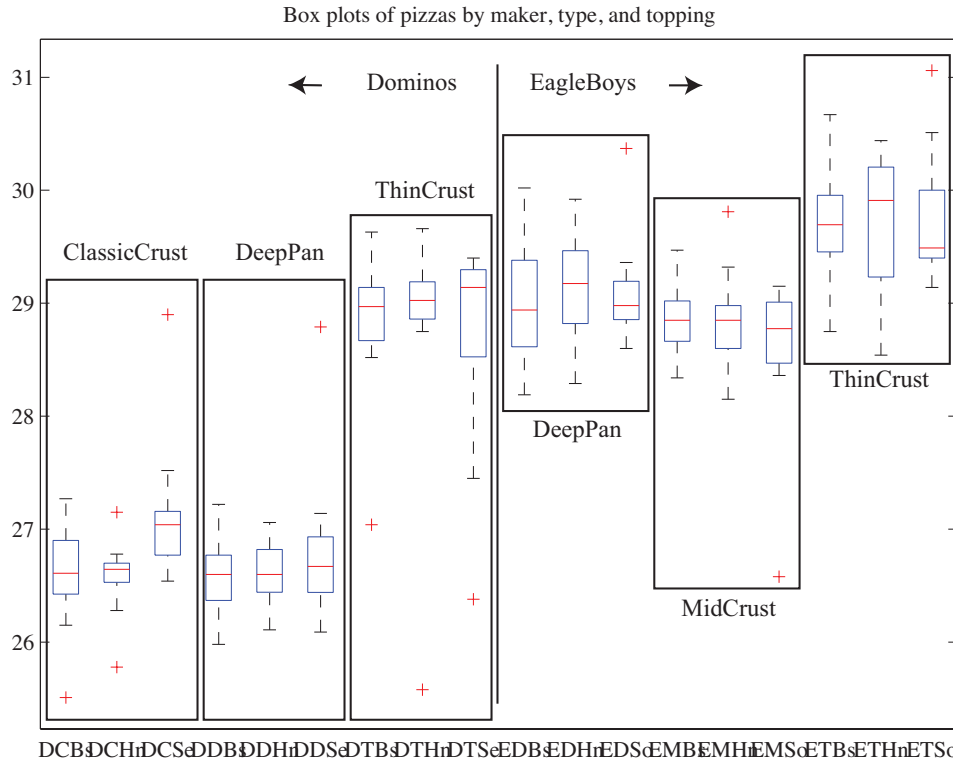 Box plots of pizzas by maker, type, and topping
31
30
29
28
27
26
Dominos EagleBoys
ThinCrust
ClassicCrust DeepPan
ThinCrust
DeepPan
MidCrust
DCBs DCHn DCSe DDBs DDHn DDSe DTBs DTHn DTSe EDBs EDHn EDSo EMBs EMHn EMSo ETBs ETHn ETSo